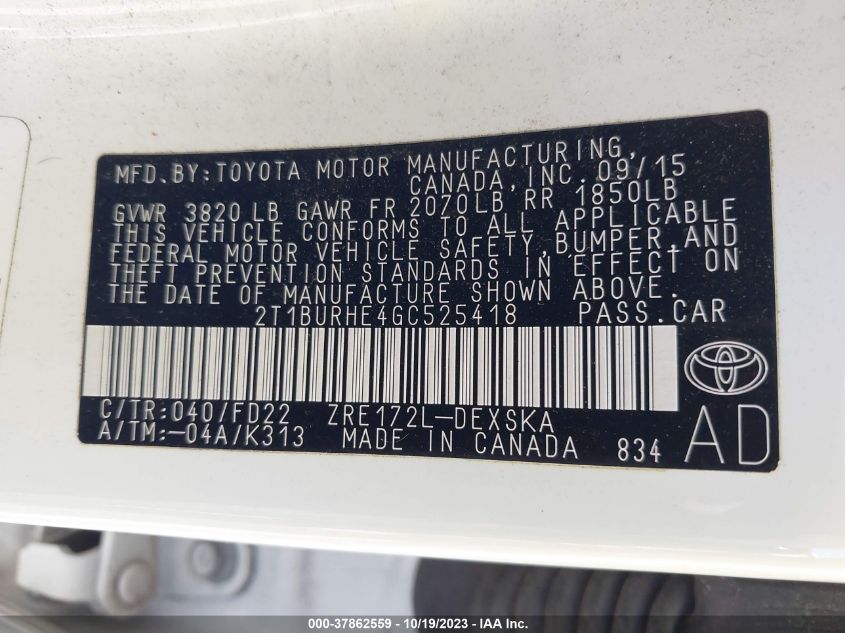 MFD.BY:TOYOTA MOTOR MANUFACTURING,
CANADA,INC. 09/15
GVWR 3820 LB GAWR FR 2070LB RR 1850LB
THIS VEHICLE CONFORMS TO ALL APPLICABLE
FEDERAL MOTOR VEHICLE SAFETY,BUMPER,AND
THEFT PREVENTION STANDARDS IN EFFECT ON
THE DATE OF MANUFACTURE SHOWN ABOVE.
2T1BURHE4GC525418 PASS.CAR
C/TR:040/FD22 ZRE172L-DEXSKA
A/TM:-04A/K313 MADE IN CANADA 834 AD
000-37862559 - 10/19/2023 - IAA Inc.